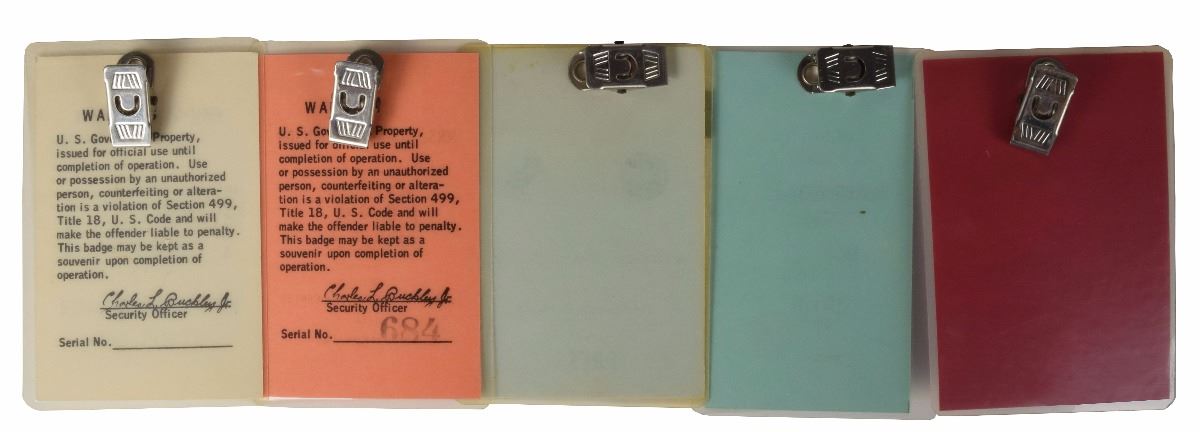 WA
U. S. Gov Property,
issued for official use until
completion of operation. Use
or possession by an unauthorized
person, counterfeiting or altera-
tion is a violation of Section 499,
Title 18, U. S. Code and will
make the offender liable to penalty.
This badge may be kept as a
souvenir upon completion of
operation.
Charles L. Buckley Jr.
Security Officer
Serial No.
WA
U. S. Gov Property,
issued for official use until
completion of operation. Use
or possession by an unauthorized
person, counterfeiting or altera-
tion is a violation of Section 499,
Title 18, U. S. Code and will
make the offender liable to penalty.
This badge may be kept as a
souvenir upon completion of
operation.
Charles L. Buckley Jr.
Security Officer
Serial No. 684